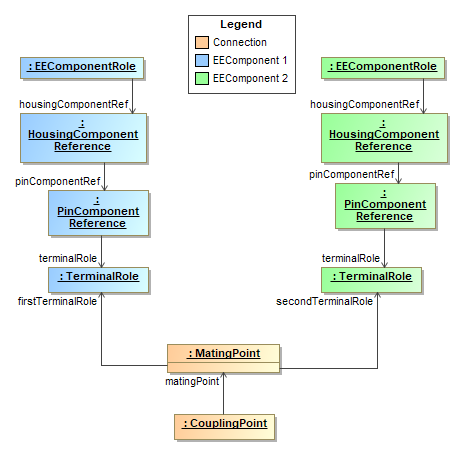 Legend
Connection
EEComponent 1
EEComponent 2
: EEComponentRole
housingComponentRef
:
HousingComponent
Reference
pinComponentRef
:
PinComponent
Reference
terminalRole
: TerminalRole
firstTerminalRole
: EEComponentRole
housingComponentRef
:
HousingComponent
Reference
pinComponentRef
:
PinComponent
Reference
terminalRole
: TerminalRole
secondTerminalRole
: MatingPoint
matingPoint
: CouplingPoint